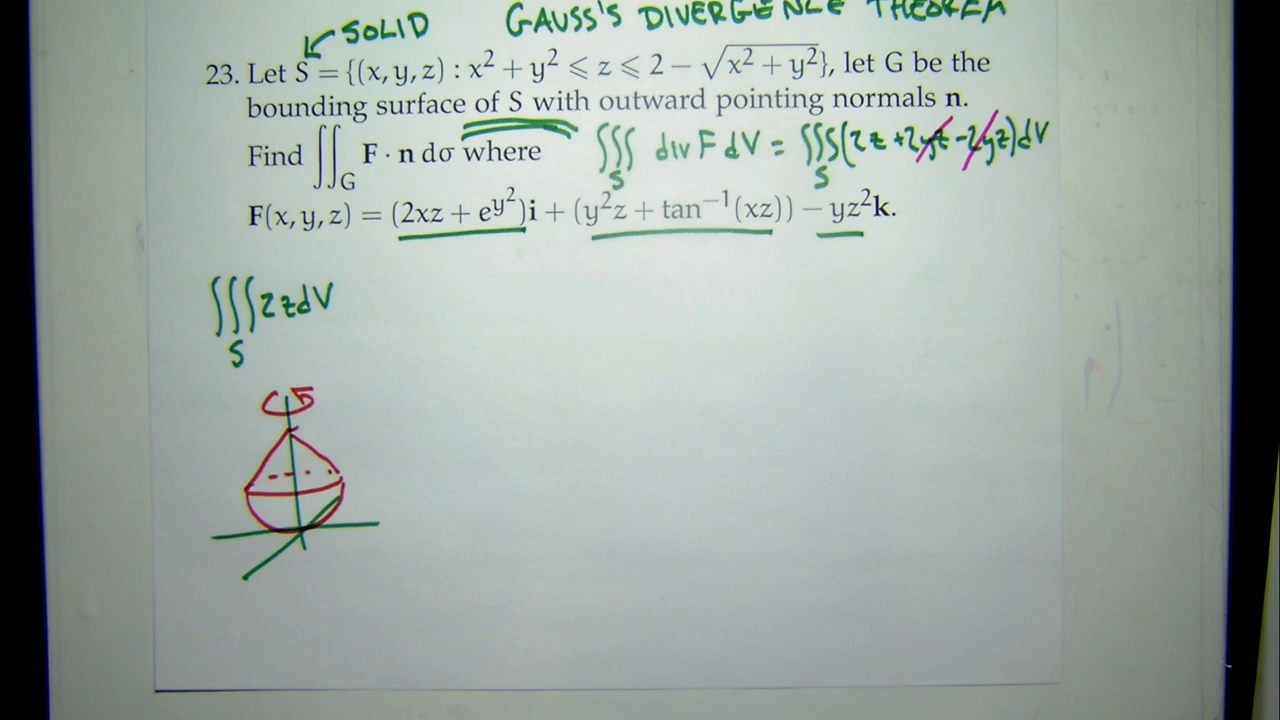 SOLID GAUSS'S DIVERGENCE THEOREM
23. Let S = {(x, y, z) : x² + y² ⩽ z ⩽ 2 − √(x² + y²)}, let G be the
bounding surface of S with outward pointing normals n.
Find ∬_G F · n dσ where ∭_S div F dV = ∭_S (2z + 2yz − 2yz) dV
F(x, y, z) = (2xz + e^{y²})i + (y²z + tan⁻¹(xz)) − yz²k.
∭_S 2z dV